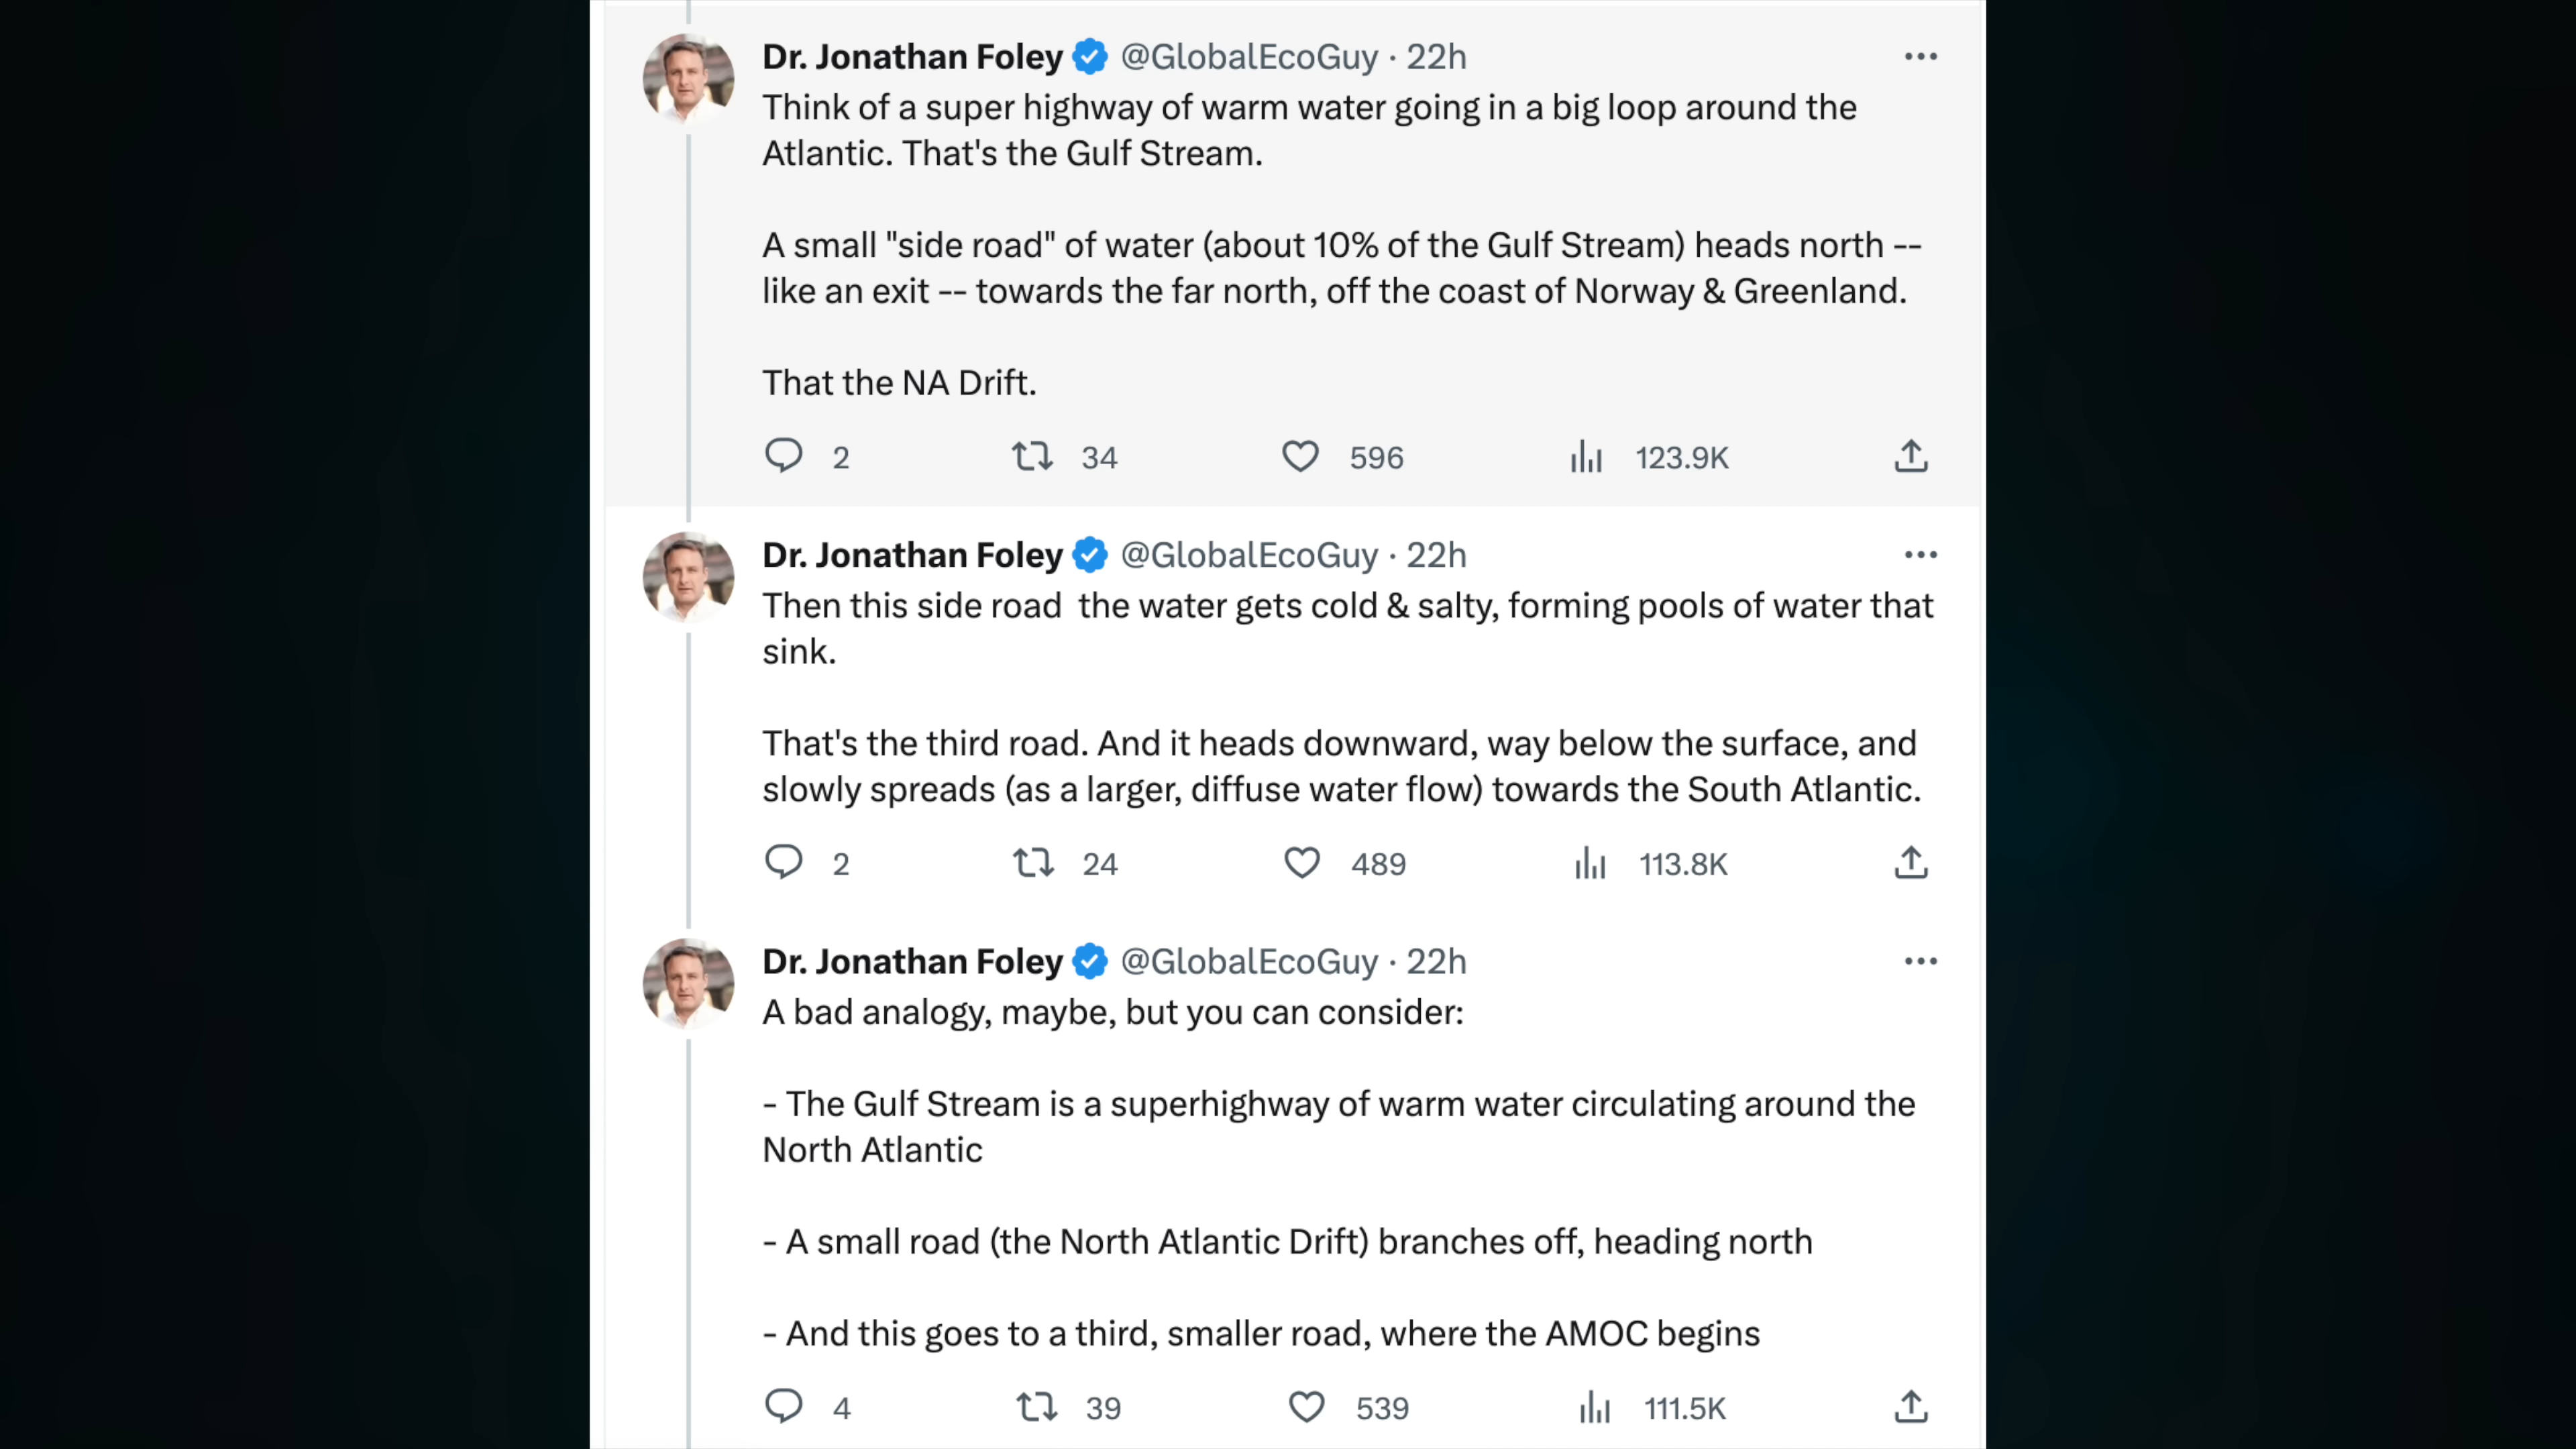 Dr. Jonathan Foley @GlobalEcoGuy · 22h
Think of a super highway of warm water going in a big loop around the
Atlantic. That's the Gulf Stream.
A small "side road" of water (about 10% of the Gulf Stream) heads north --
like an exit -- towards the far north, off the coast of Norway & Greenland.
That the NA Drift.
2 34 596 123.9K
Dr. Jonathan Foley @GlobalEcoGuy · 22h
Then this side road  the water gets cold & salty, forming pools of water that
sink.
That's the third road. And it heads downward, way below the surface, and
slowly spreads (as a larger, diffuse water flow) towards the South Atlantic.
2 24 489 113.8K
Dr. Jonathan Foley @GlobalEcoGuy · 22h
A bad analogy, maybe, but you can consider:
- The Gulf Stream is a superhighway of warm water circulating around the
North Atlantic
- A small road (the North Atlantic Drift) branches off, heading north
- And this goes to a third, smaller road, where the AMOC begins
4 39 539 111.5K